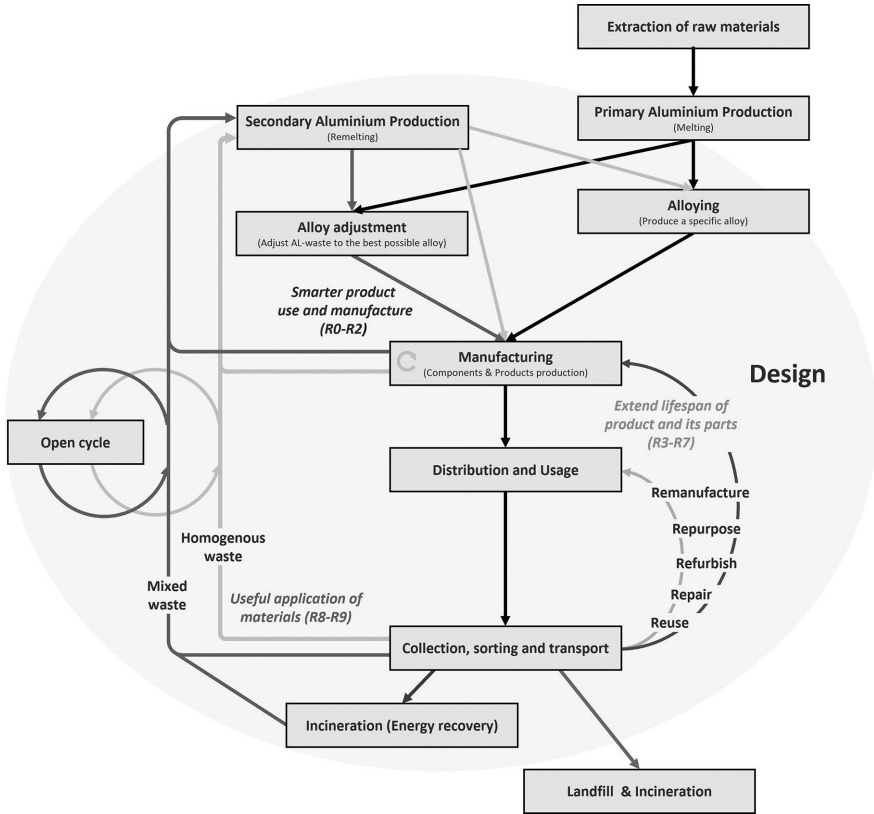 Extraction of raw materials
Primary Aluminium Production
(Melting)
Secondary Aluminium Production
(Remelting)
Alloying
(Produce a specific alloy)
Alloy adjustment
(Adjust AL-waste to the best possible alloy)
Smarter product
use and manufacture
(R0-R2)
Manufacturing
(Components & Products production)
Design
Extend lifespan of
product and its parts
(R3-R7)
Open cycle
Distribution and Usage
Remanufacture
Repurpose
Refurbish
Repair
Reuse
Homogenous
waste
Mixed
waste
Useful application of
materials (R8-R9)
Collection, sorting and transport
Incineration (Energy recovery)
Landfill & Incineration